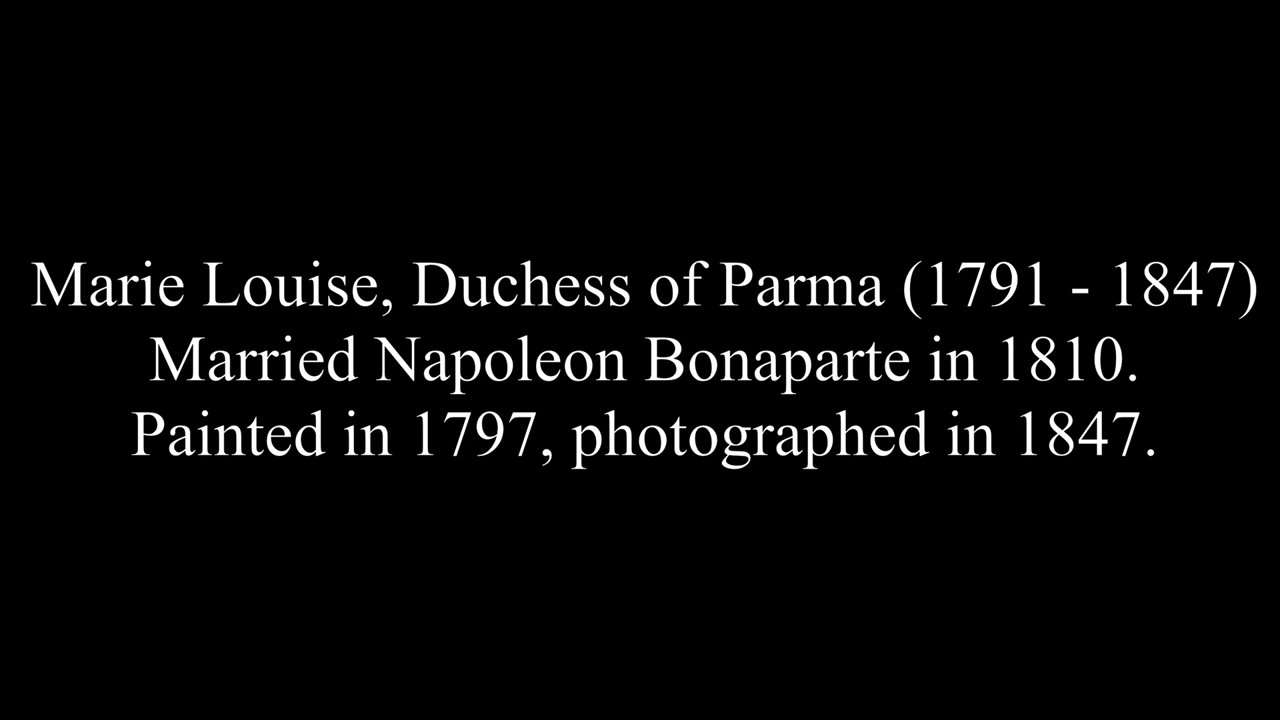 Marie Louise, Duchess of Parma (1791 - 1847)
Married Napoleon Bonaparte in 1810.
Painted in 1797, photographed in 1847.